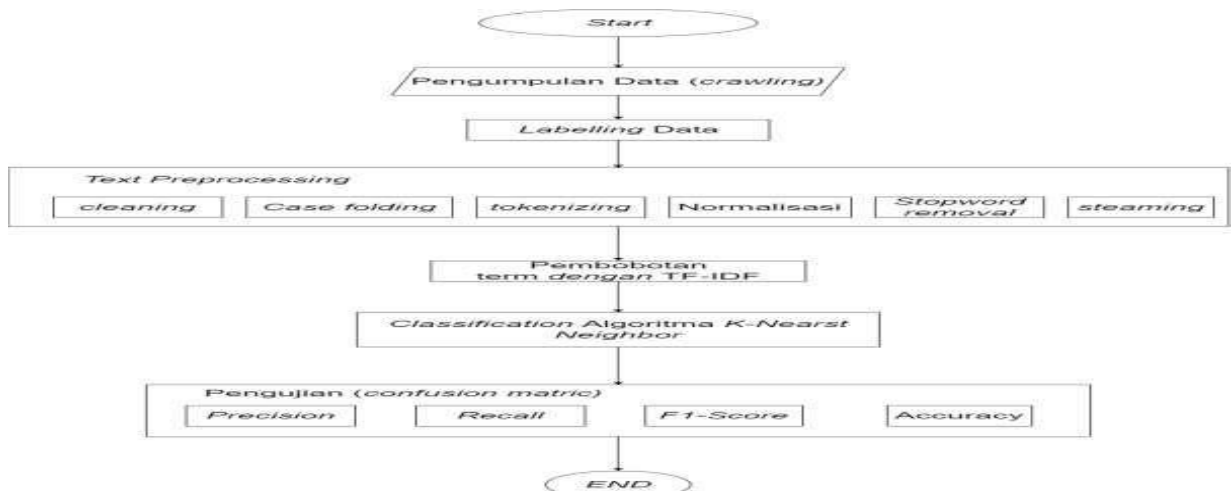 Start
Pengumpulan Data (crawling)
Labelling Data
Text Preprocessing
cleaning
Case folding
tokenizing
Normalisasi
Stopword
removal
steaming
Pembobotan
term dengan TF-IDF
Classification Algoritma K-Nearst
Neighbor
Pengujian (confusion matric)
Precision
Recall
F1-Score
Accuracy
END